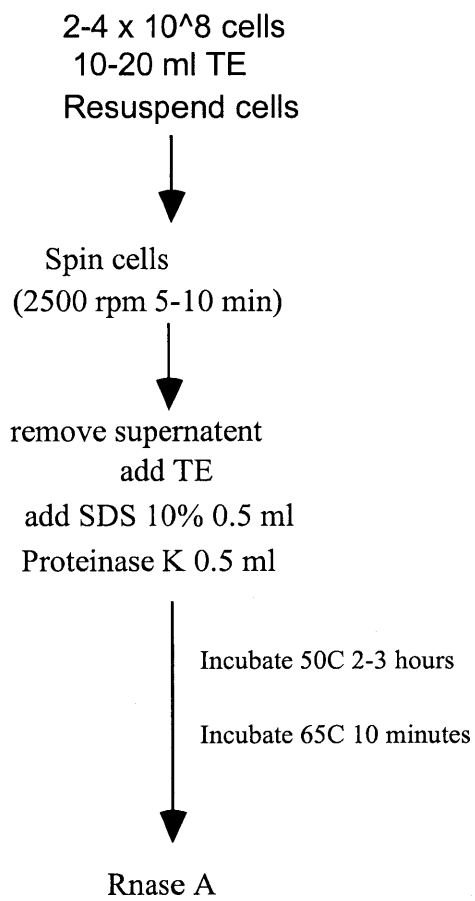 2-4 x 10^8 cells
10-20 ml TE
Resuspend cells
Spin cells
(2500 rpm 5-10 min)
remove supernatent
add TE
add SDS 10% 0.5 ml
Proteinase K 0.5 ml
Incubate 50C 2-3 hours
Incubate 65C 10 minutes
Rnase A